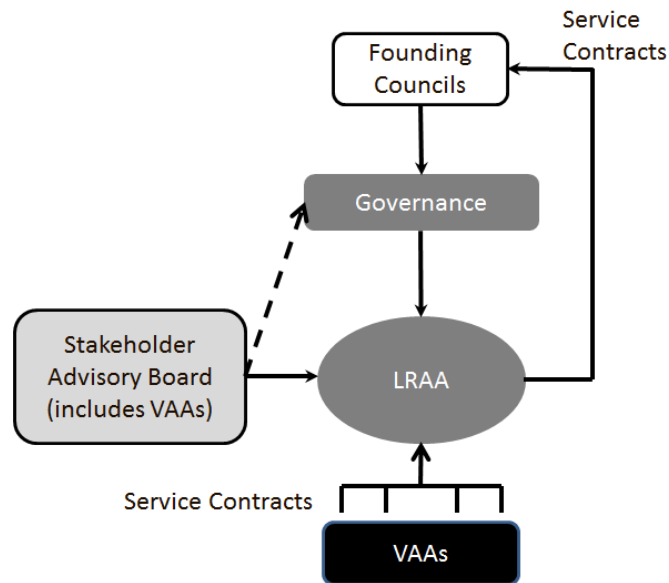 Service
Contracts
Founding
Councils
Governance
Stakeholder
Advisory Board
(includes VAAs)
LRAA
Service Contracts
VAAs